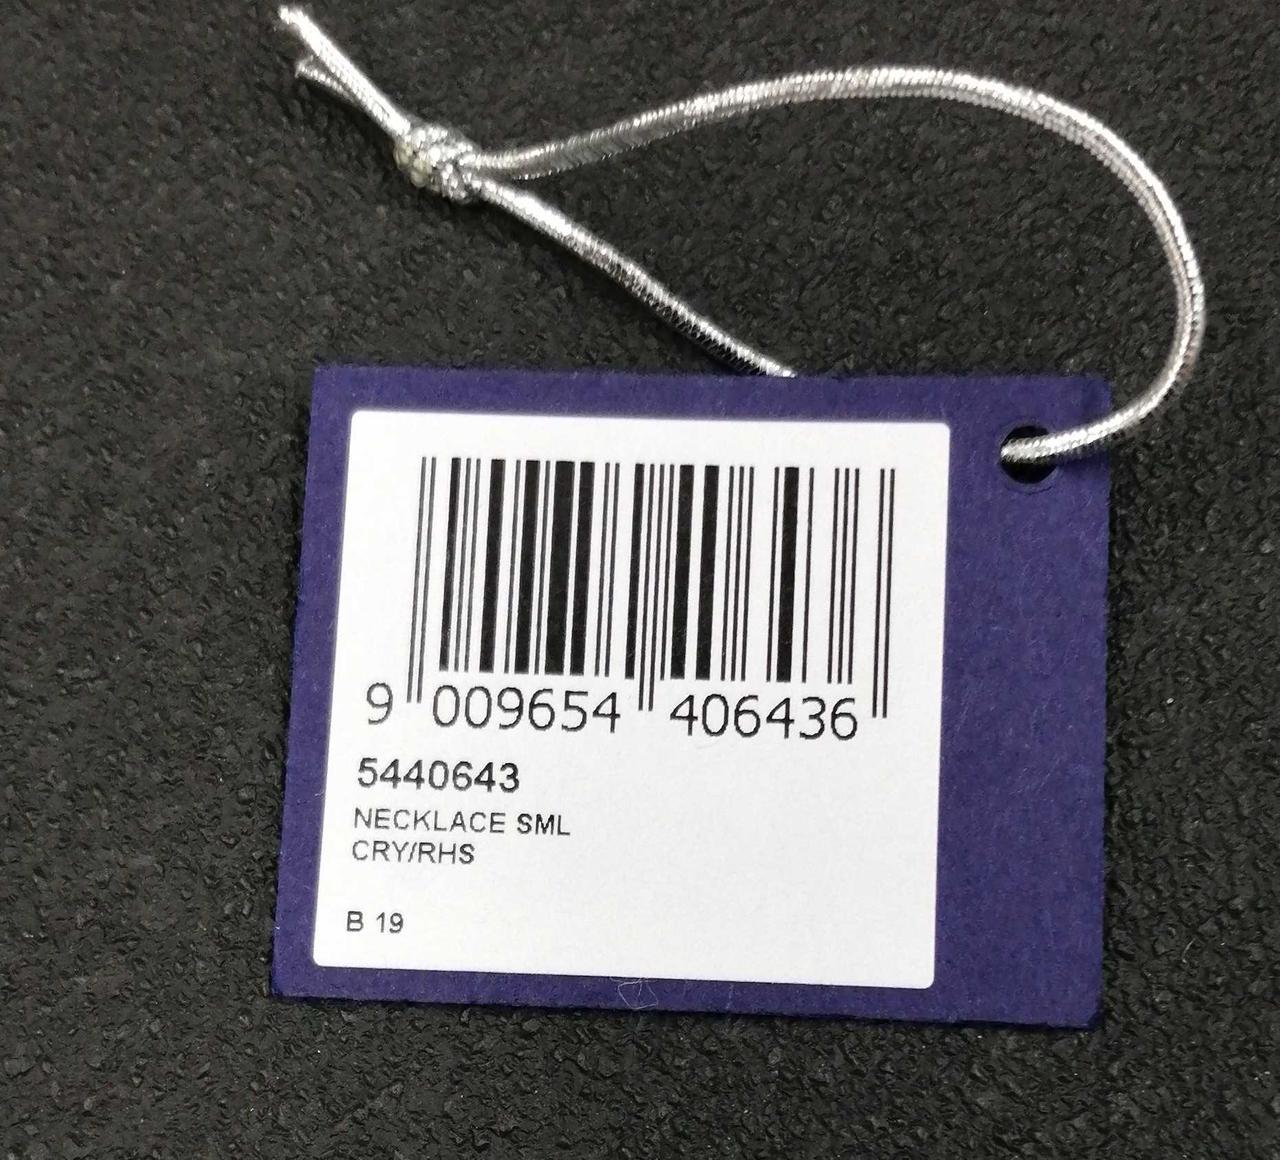 9 009654 406436
5440643
NECKLACE SML
CRY/RHS
B 19